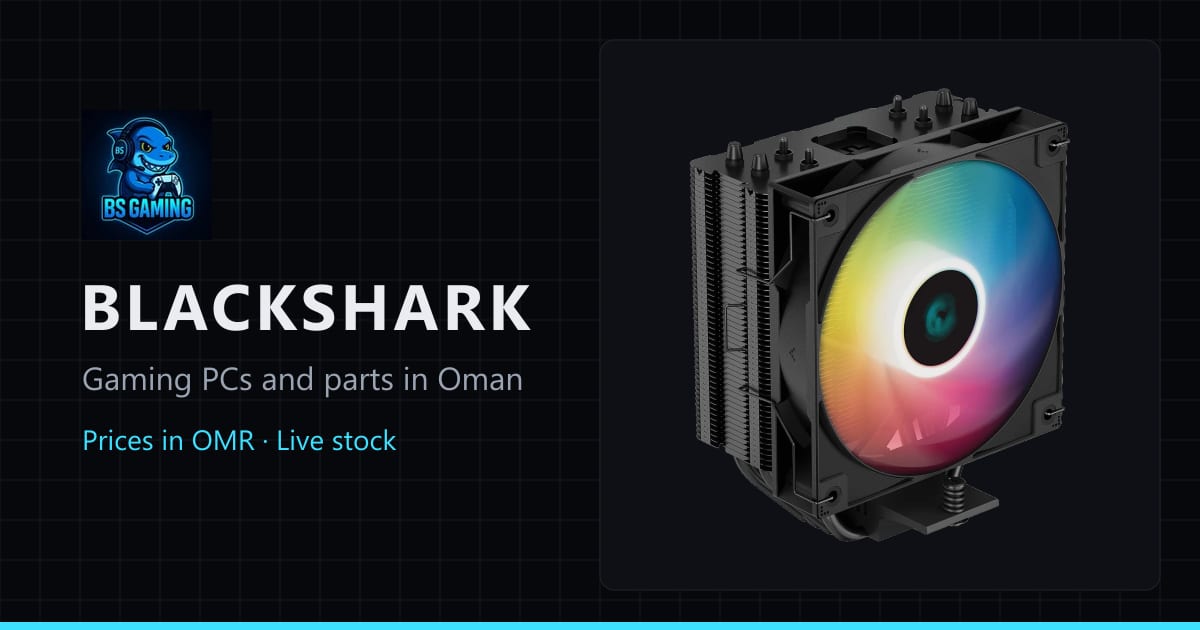 BS
BS GAMING
BLACKSHARK
Gaming PCs and parts in Oman
Prices in OMR · Live stock